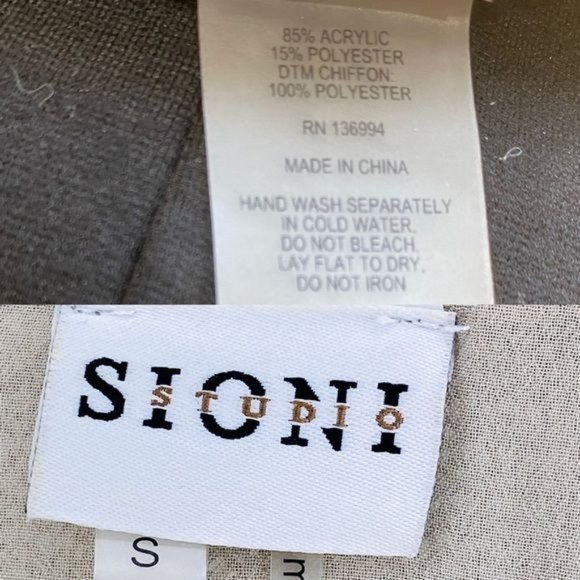 85% ACRYLIC
15% POLYESTER
DTM CHIFFON:
100% POLYESTER
RN 136994
MADE IN CHINA
HAND WASH SEPARATELY
IN COLD WATER.
DO NOT BLEACH.
LAY FLAT TO DRY.
DO NOT IRON
SIONI
STUDIO
S